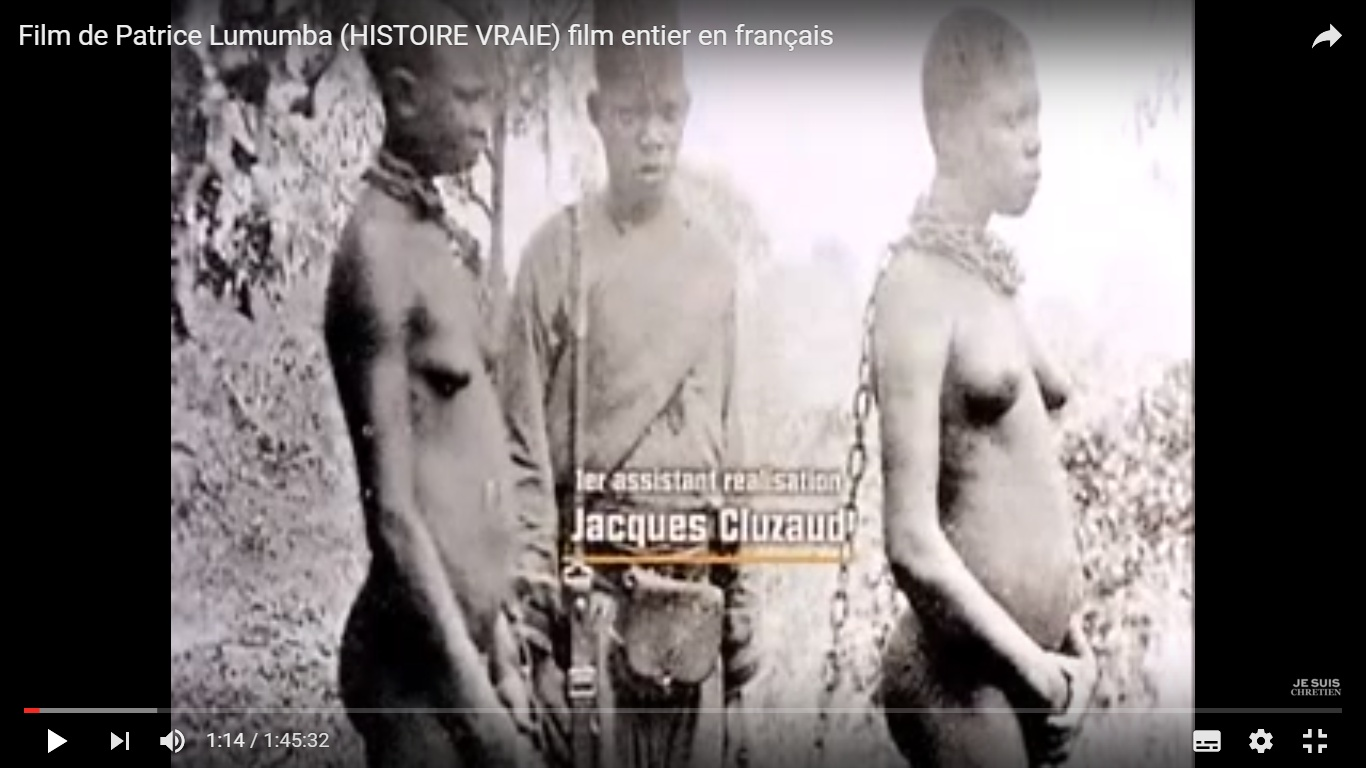 Film de Patrice Lumumba (HISTOIRE VRAIE) film entier en français
1er assistant realisation
Jacques Cluzaud
JE SUIS
CHRETIEN
1:14 / 1:45:32